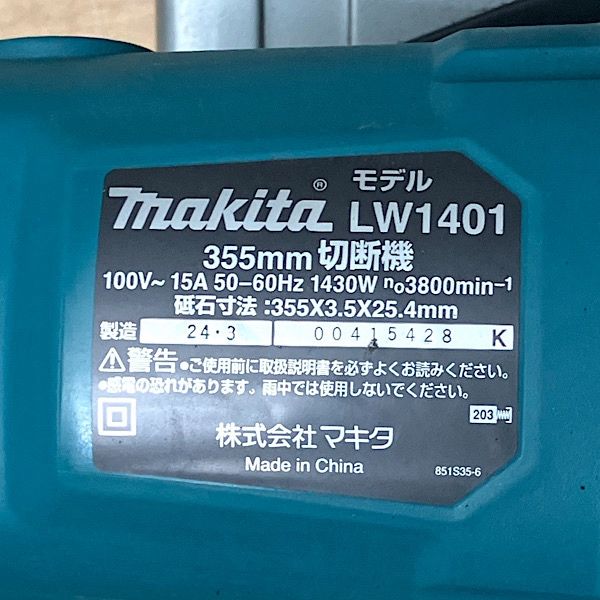 makita® モデル LW1401
355mm 切断機
100V~ 15A 50-60Hz 1430W n₀3800min⁻¹
砥石寸法:355X3.5X25.4mm
製造 24・3 00415428 K
⚠警告 •ご使用前に取扱説明書を必ずよくお読みください。
•感電の恐れがあります。雨中では使用しないでください。
203
株式会社マキタ
Made in China 851S35-6